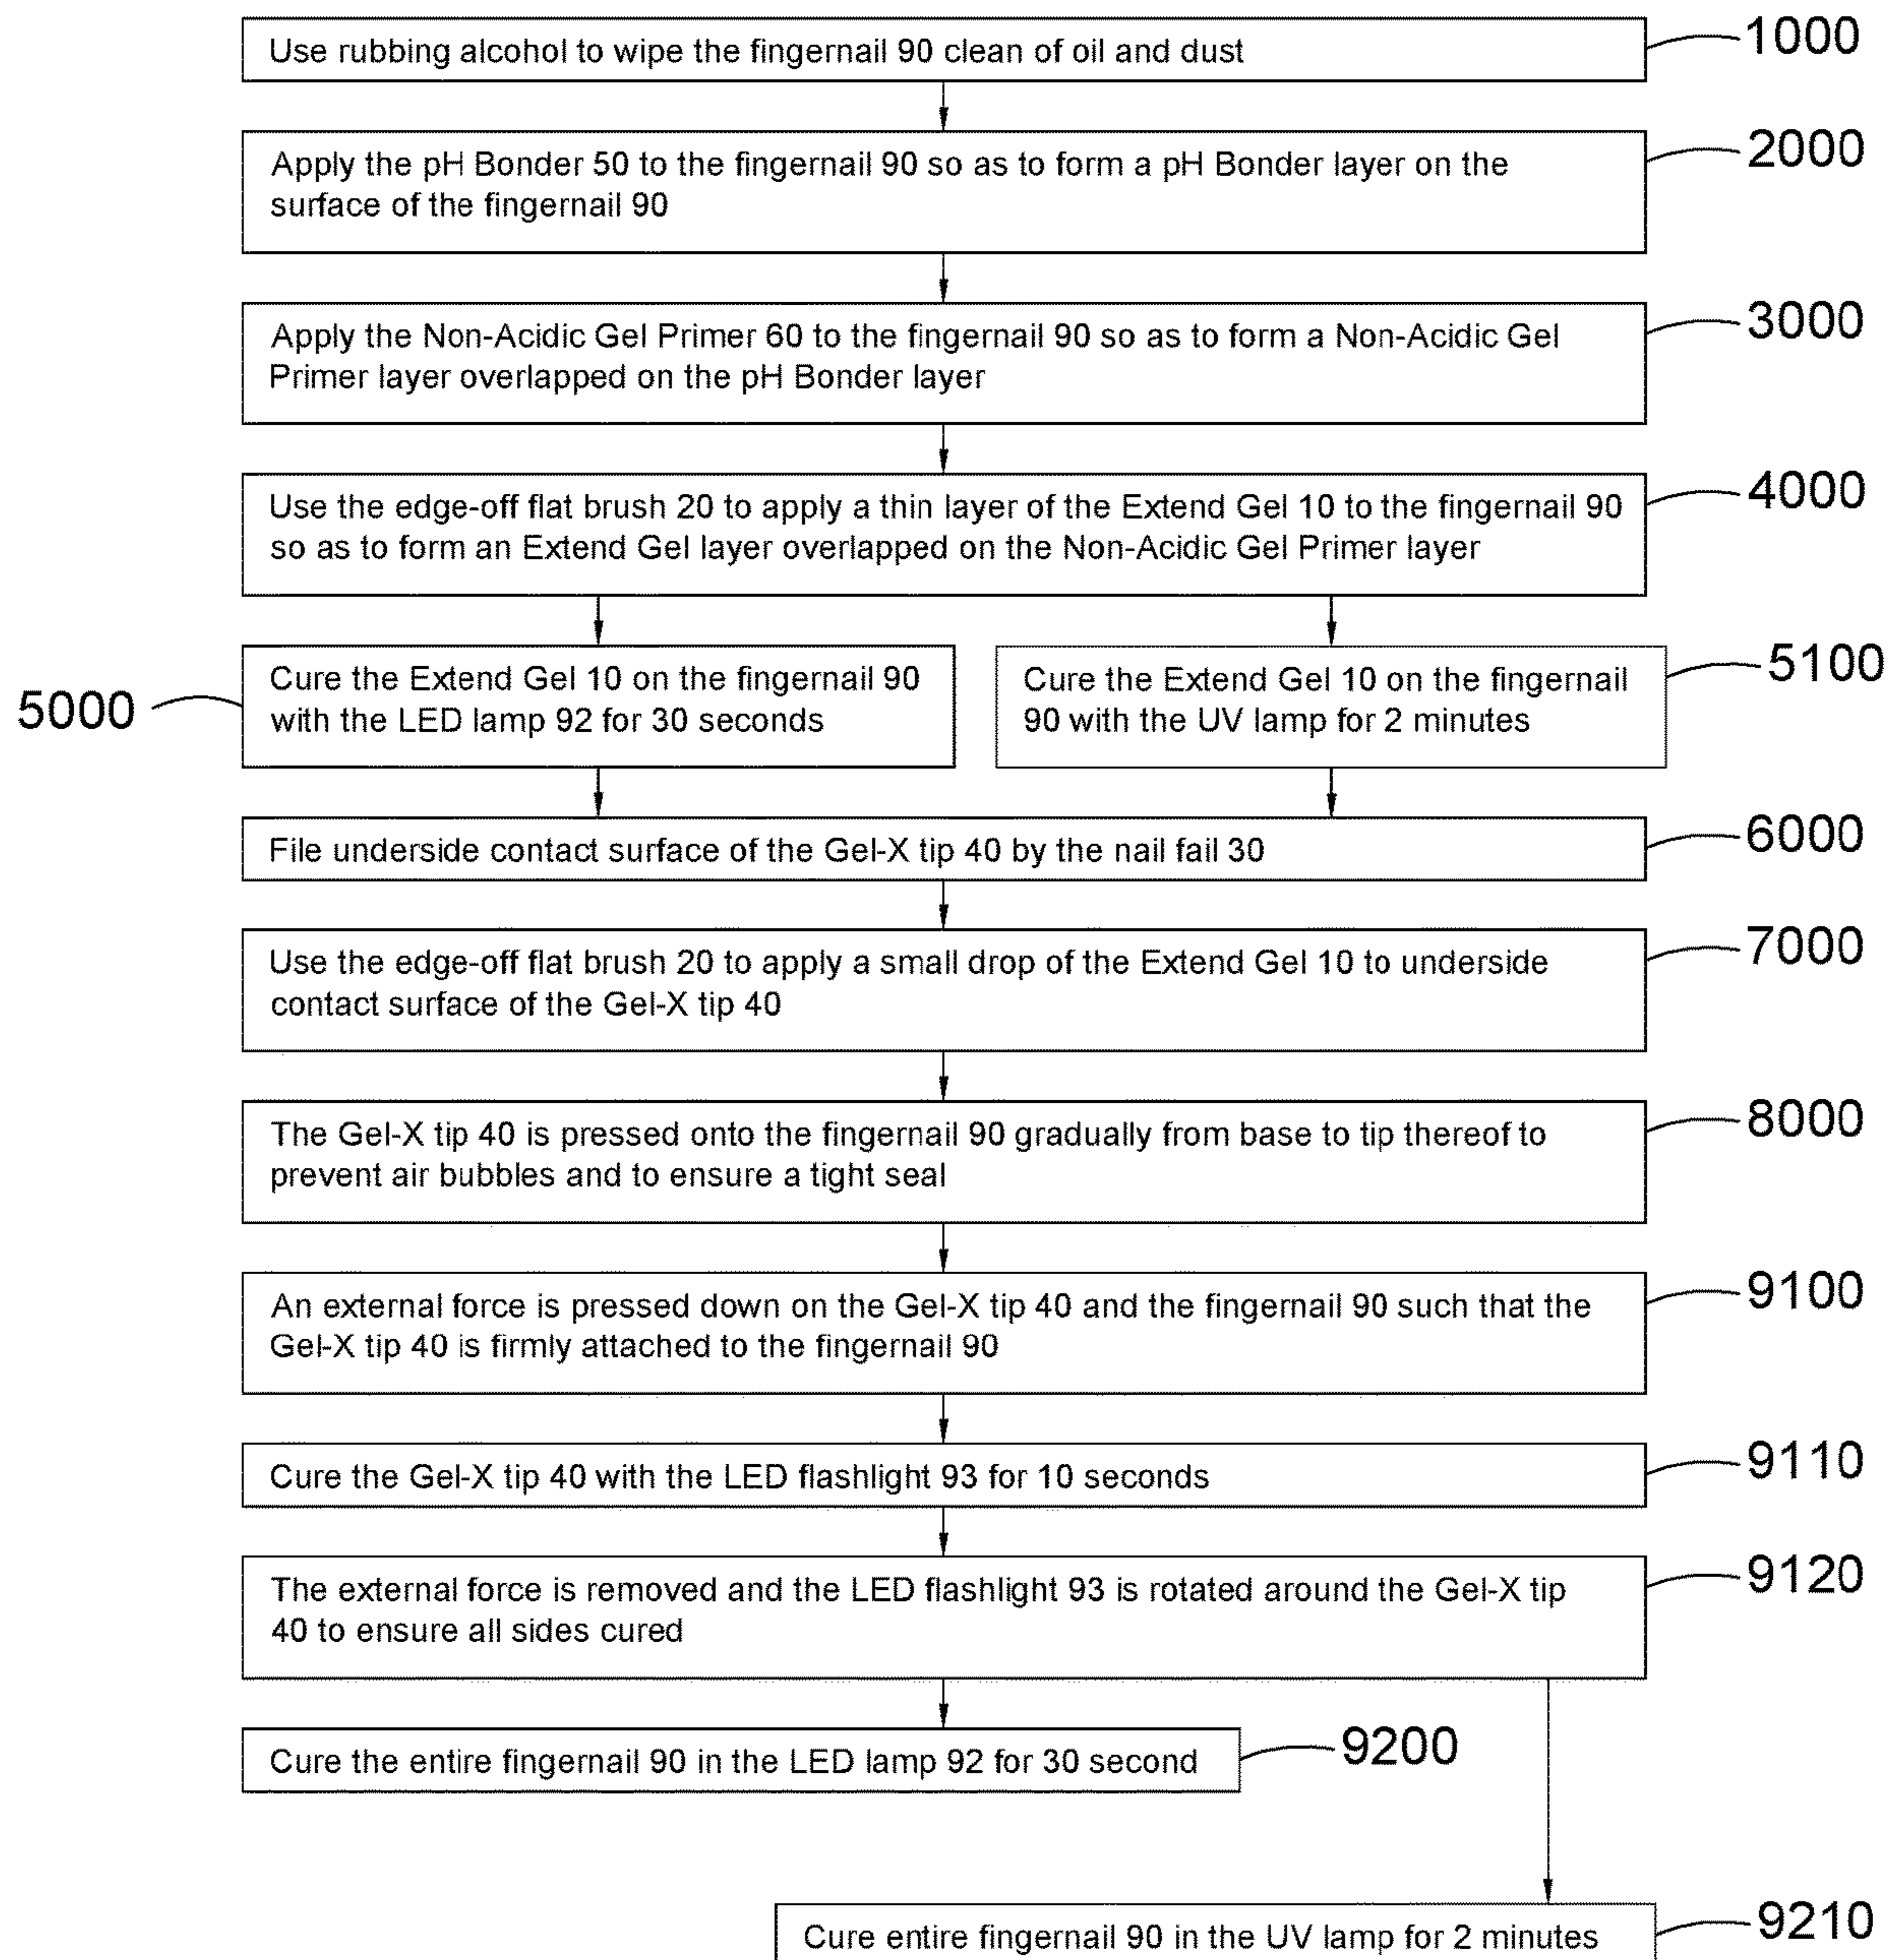 Use rubbing alcohol to wipe the fingernail 90 clean of oil and dust
1000
Apply the pH Bonder 50 to the fingernail 90 so as to form a pH Bonder layer on the
surface of the fingernail 90
2000
Apply the Non-Acidic Gel Primer 60 to the fingernail 90 so as to form a Non-Acidic Gel
Primer layer overlapped on the pH Bonder layer
3000
Use the edge-off flat brush 20 to apply a thin layer of the Extend Gel 10 to the fingernail 90
so as to form an Extend Gel layer overlapped on the Non-Acidic Gel Primer layer
4000
5000
Cure the Extend Gel 10 on the fingernail 90
with the LED lamp 92 for 30 seconds
Cure the Extend Gel 10 on the fingernail
90 with the UV lamp for 2 minutes
5100
File underside contact surface of the Gel-X tip 40 by the nail fail 30
6000
Use the edge-off flat brush 20 to apply a small drop of the Extend Gel 10 to underside
contact surface of the Gel-X tip 40
7000
The Gel-X tip 40 is pressed onto the fingernail 90 gradually from base to tip thereof to
prevent air bubbles and to ensure a tight seal
8000
An external force is pressed down on the Gel-X tip 40 and the fingernail 90 such that the
Gel-X tip 40 is firmly attached to the fingernail 90
9100
Cure the Gel-X tip 40 with the LED flashlight 93 for 10 seconds
9110
The external force is removed and the LED flashlight 93 is rotated around the Gel-X tip
40 to ensure all sides cured
9120
Cure the entire fingernail 90 in the LED lamp 92 for 30 second
9200
Cure entire fingernail 90 in the UV lamp for 2 minutes
9210